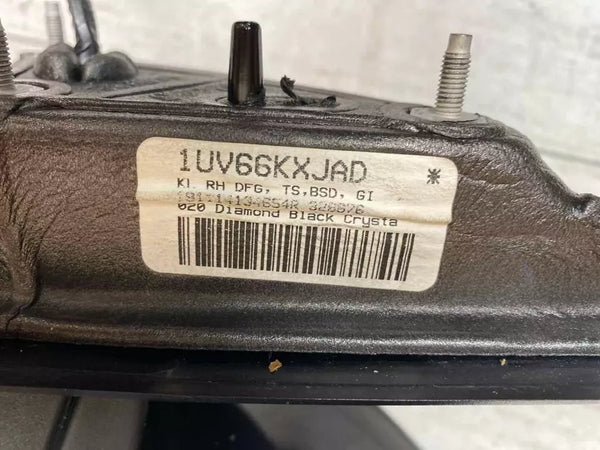 1UV66KXJAD *
KL RH DFG, TS,BSD, GI
020 Diamond Black Crysta